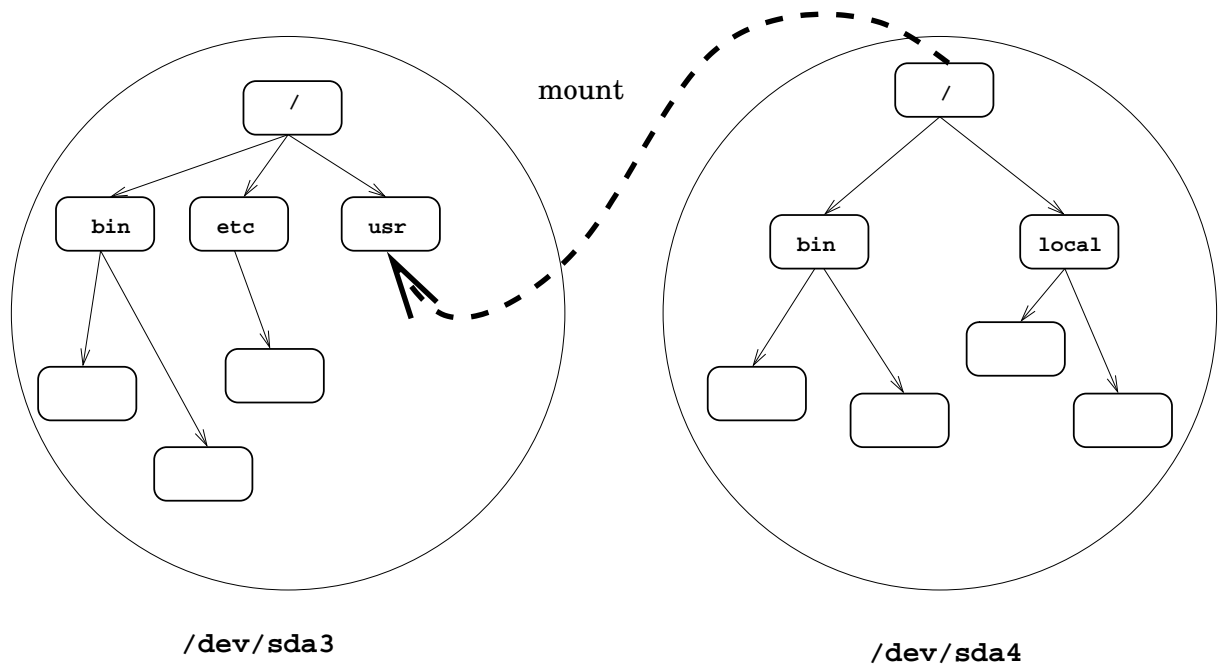 mount
/
bin
etc
usr
/dev/sda3
/
bin
local
/dev/sda4